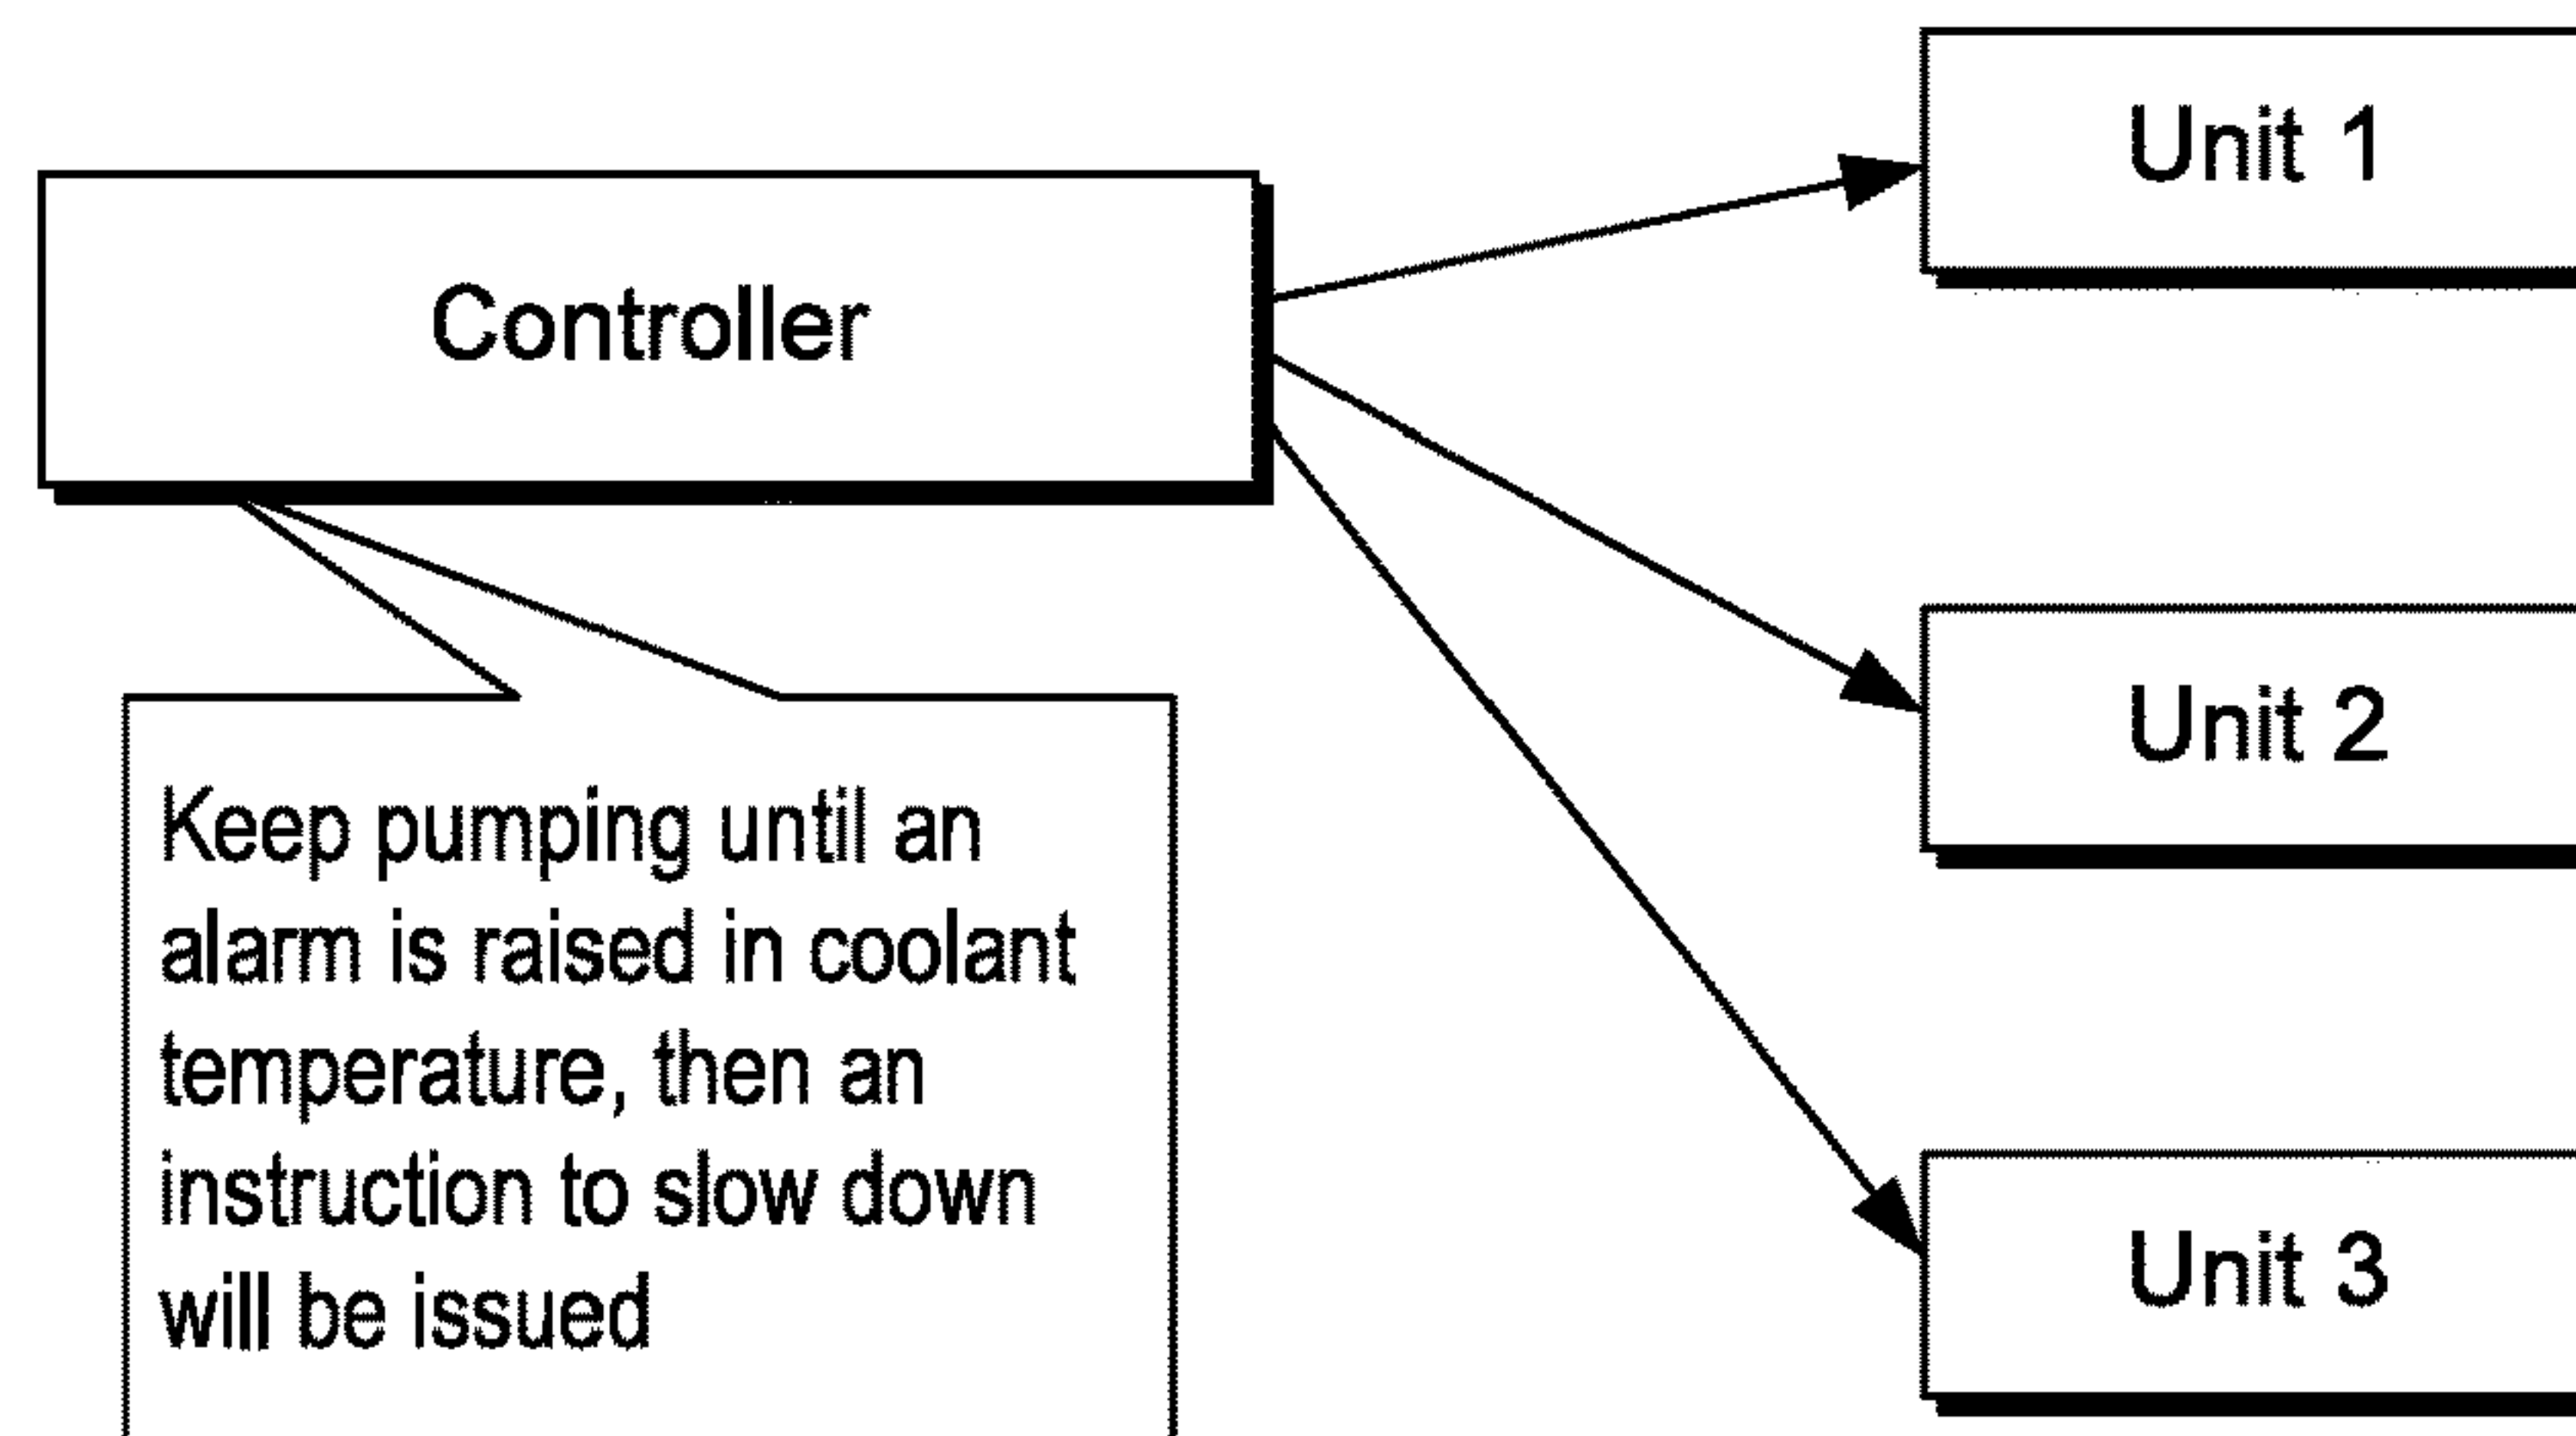 Controller
Unit 1
Unit 2
Unit 3
Keep pumping until an
alarm is raised in coolant
temperature, then an
instruction to slow down
will be issued